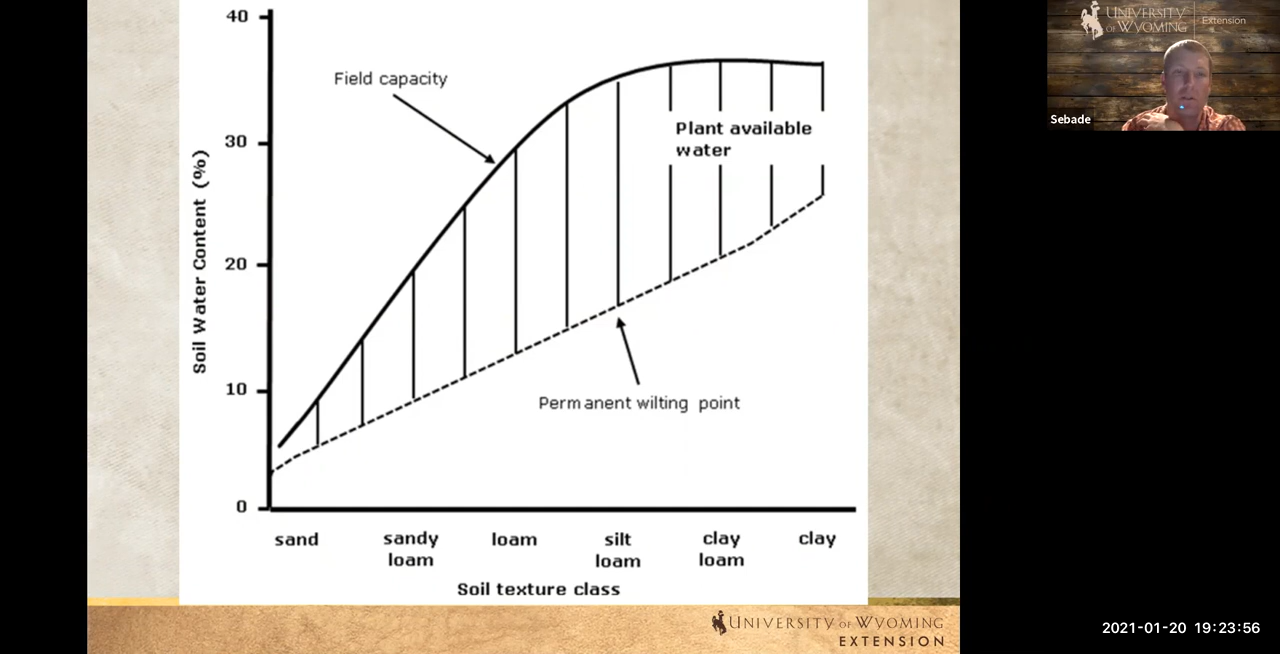 40
Field capacity
30
Plant available
water
Soil Water Content (%)
20
10
Permanent wilting point
0
sand
sandy
loam
loam
silt
loam
clay
loam
clay
Soil texture class
UNIVERSITY OF WYOMING
EXTENSION
UNIVERSITY
OF WYOMING
Extension
Sebade
2021-01-20 19:23:56